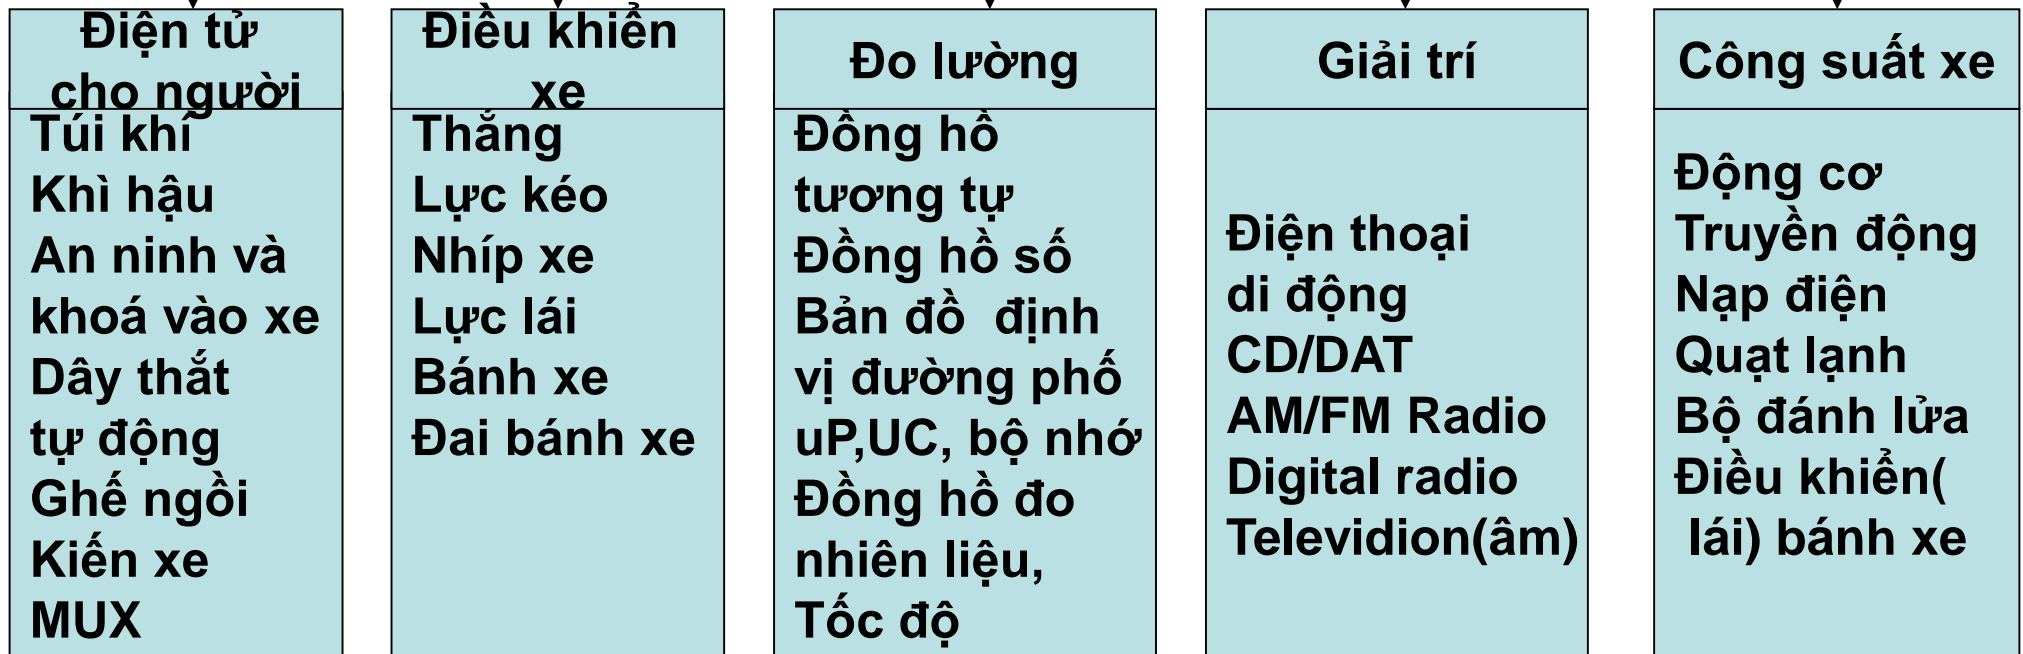 Điện tử
cho người
Túi khí
Khì hậu
An ninh và
khoá vào xe
Dây thắt
tự động
Ghế ngồi
Kiến xe
MUX
Điều khiển
xe
Thắng
Lực kéo
Nhíp xe
Lực lái
Bánh xe
Đai bánh xe
Đo lường
Đồng hồ
tương tự
Đồng hồ số
Bản đồ  định
vị đường phố
uP,UC, bộ nhớ
Đồng hồ đo
nhiên liệu,
Tốc độ
Giải trí
Điện thoại
di động
CD/DAT
AM/FM Radio
Digital radio
Televidion(âm)
Công suất xe
Động cơ
Truyền động
Nạp điện
Quạt lạnh
Bộ đánh lửa
Điều khiển(
lái) bánh xe